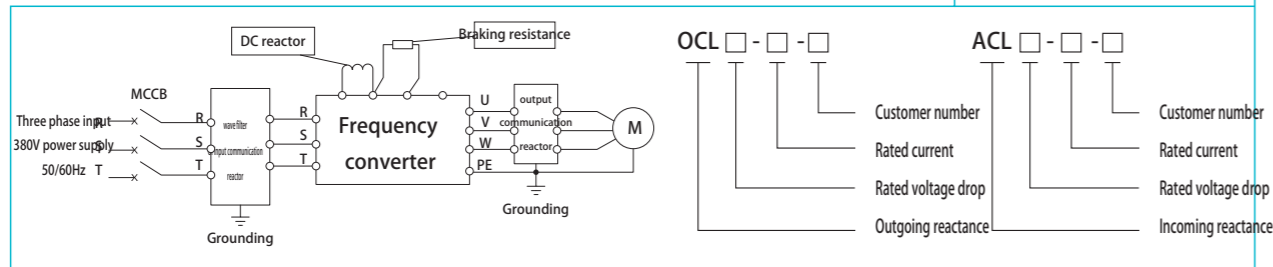 DC reactor
Braking resistance
MCCB
Three phase input
380V power supply
50/60Hz
R
S
T
R
S
T
wave filter
input communication
reactor
Grounding
R
S
T
Frequency
converter
U
V
W
PE
output
communication
reactor
M
Grounding
OCL □ - □ - □
Customer number
Rated current
Rated voltage drop
Outgoing reactance
ACL □ - □ - □
Customer number
Rated current
Rated voltage drop
Incoming reactance